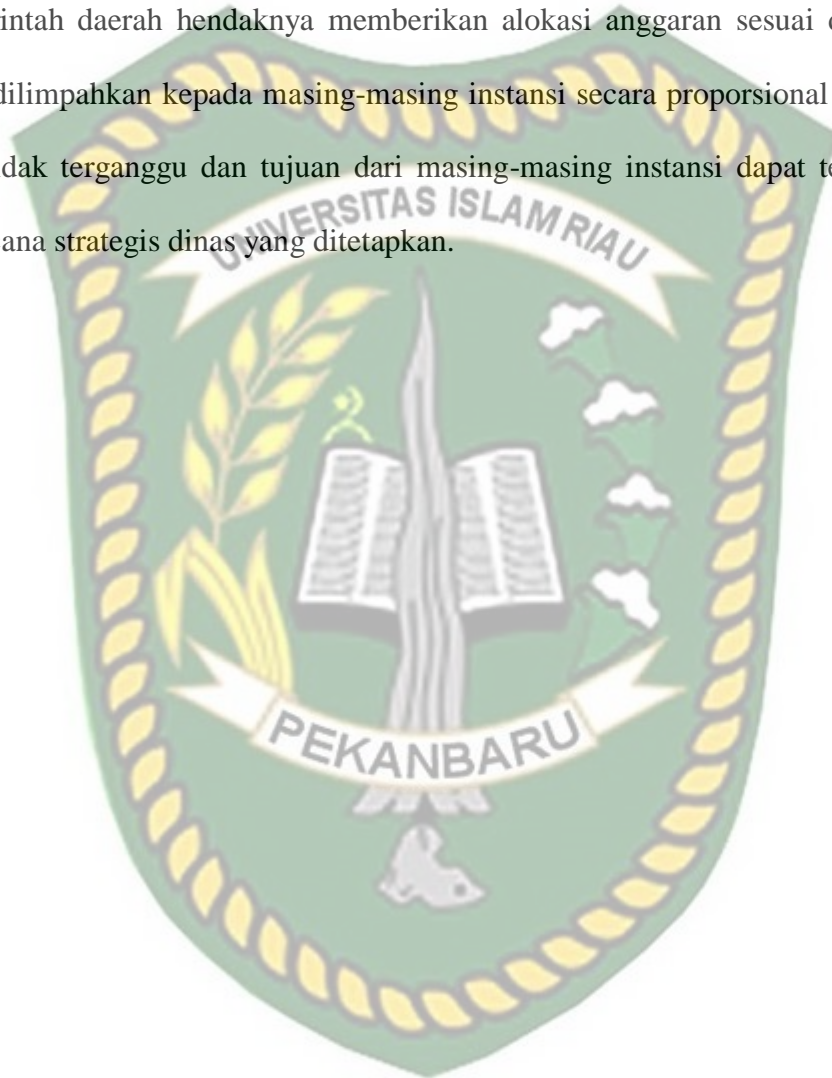 intah daerah hendaknya memberikan alokasi anggaran sesuai
dilimpahkan kepada masing-masing instansi secara proporsional
dak terganggu dan tujuan dari masing-masing instansi dapat
ana strategis dinas yang ditetapkan.
UNIVERSITAS ISLAM RIAU
PEKANBARU